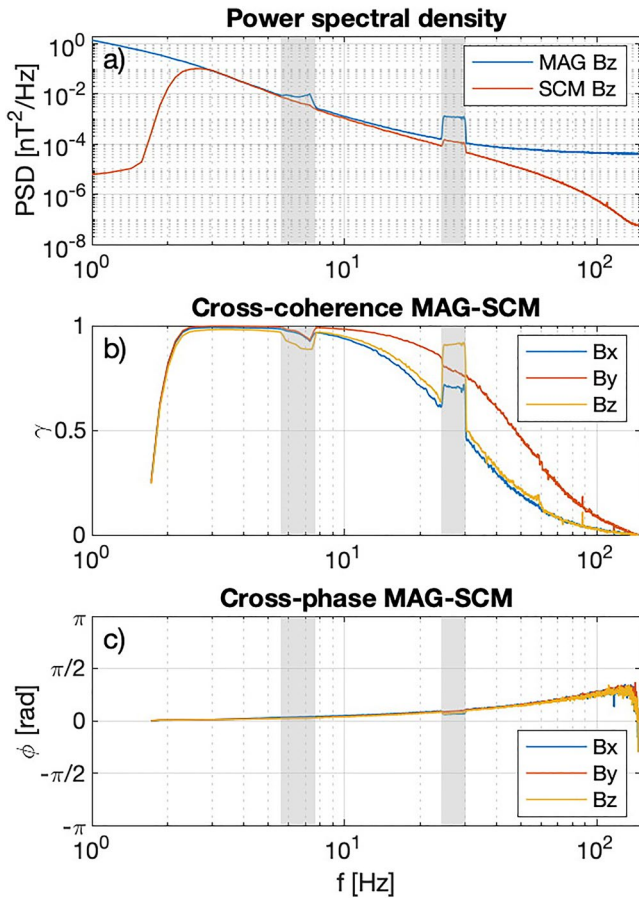 Power spectral density
a)
MAG Bz
SCM Bz
PSD [nT²/Hz]
10⁰
10⁻²
10⁻⁴
10⁻⁶
10⁻⁸
10⁰ 10¹ 10²
Cross-coherence MAG-SCM
b)
Bx
By
Bz
γ
1
0.5
0
10⁰ 10¹ 10²
Cross-phase MAG-SCM
c)
π
π/2
0
-π/2
-π
ϕ [rad]
Bx
By
Bz
10⁰ 10¹ 10²
f [Hz]